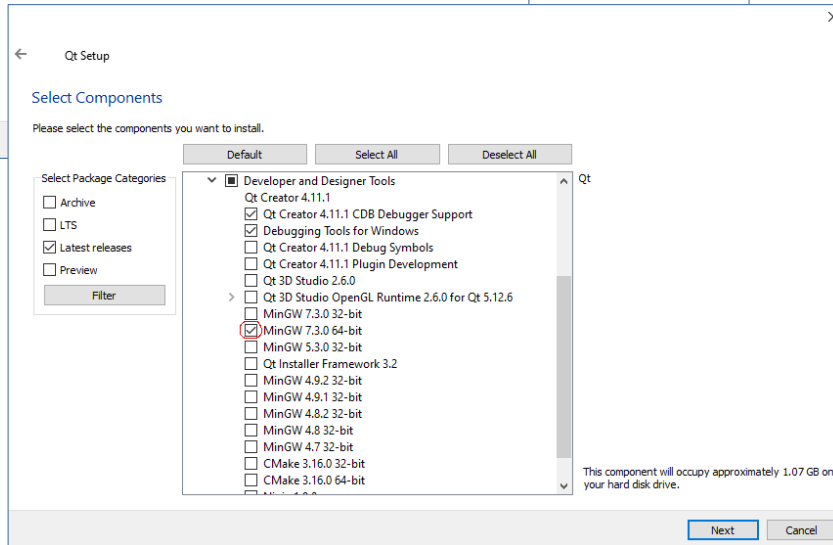 Qt Setup
Select Components
Please select the components you want to install.
Default
Select All
Deselect All
Select Package Categories
Archive
LTS
Latest releases
Preview
Filter
Developer and Designer Tools
Qt Creator 4.11.1
Qt Creator 4.11.1 CDB Debugger Support
Debugging Tools for Windows
Qt Creator 4.11.1 Debug Symbols
Qt Creator 4.11.1 Plugin Development
Qt 3D Studio 2.6.0
Qt 3D Studio OpenGL Runtime 2.6.0 for Qt 5.12.6
MinGW 7.3.0 32-bit
MinGW 7.3.0 64-bit
MinGW 5.3.0 32-bit
Qt Installer Framework 3.2
MinGW 4.9.2 32-bit
MinGW 4.9.1 32-bit
MinGW 4.8.2 32-bit
MinGW 4.8 32-bit
MinGW 4.7 32-bit
CMake 3.16.0 32-bit
CMake 3.16.0 64-bit
Qt
This component will occupy approximately 1.07 GB on
your hard disk drive.
Next
Cancel